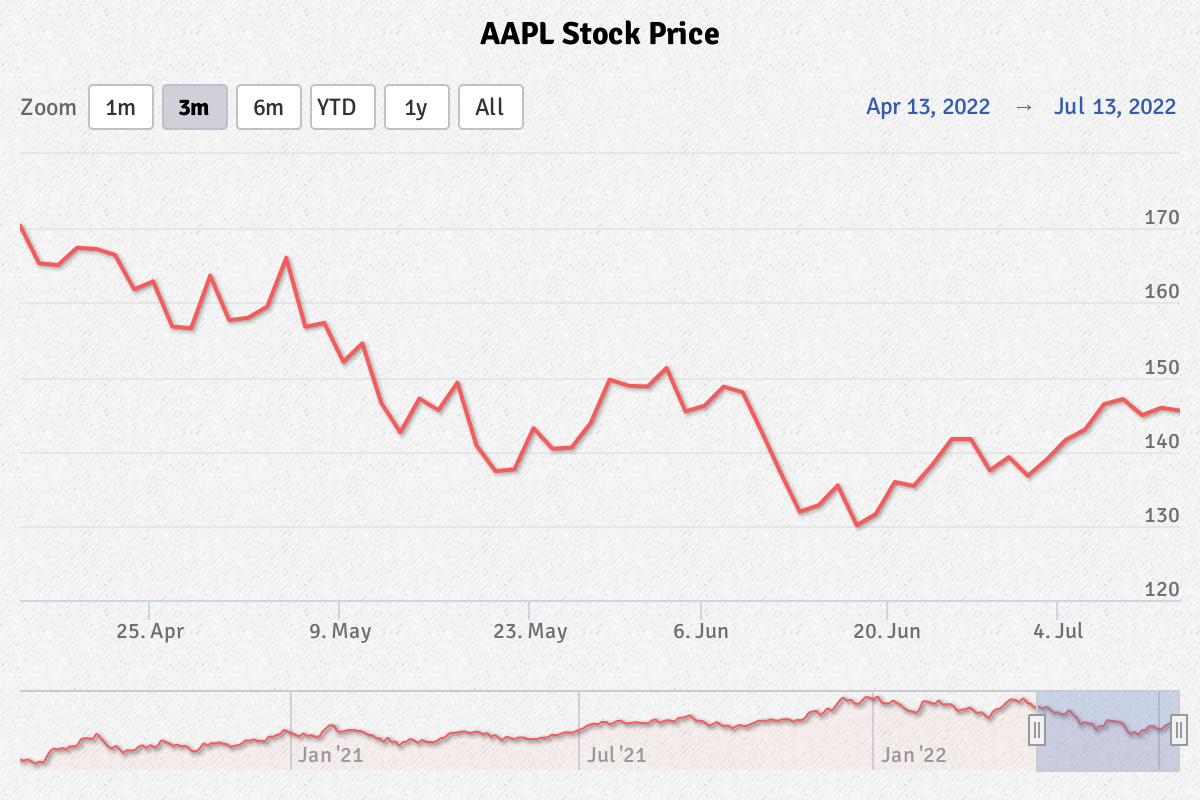 AAPL Stock Price
Zoom 1m 3m 6m YTD 1y All Apr 13, 2022 → Jul 13, 2022
170
160
150
140
130
120
25. Apr 9. May 23. May 6. Jun 20. Jun 4. Jul
Jan '21 Jul '21 Jan '22